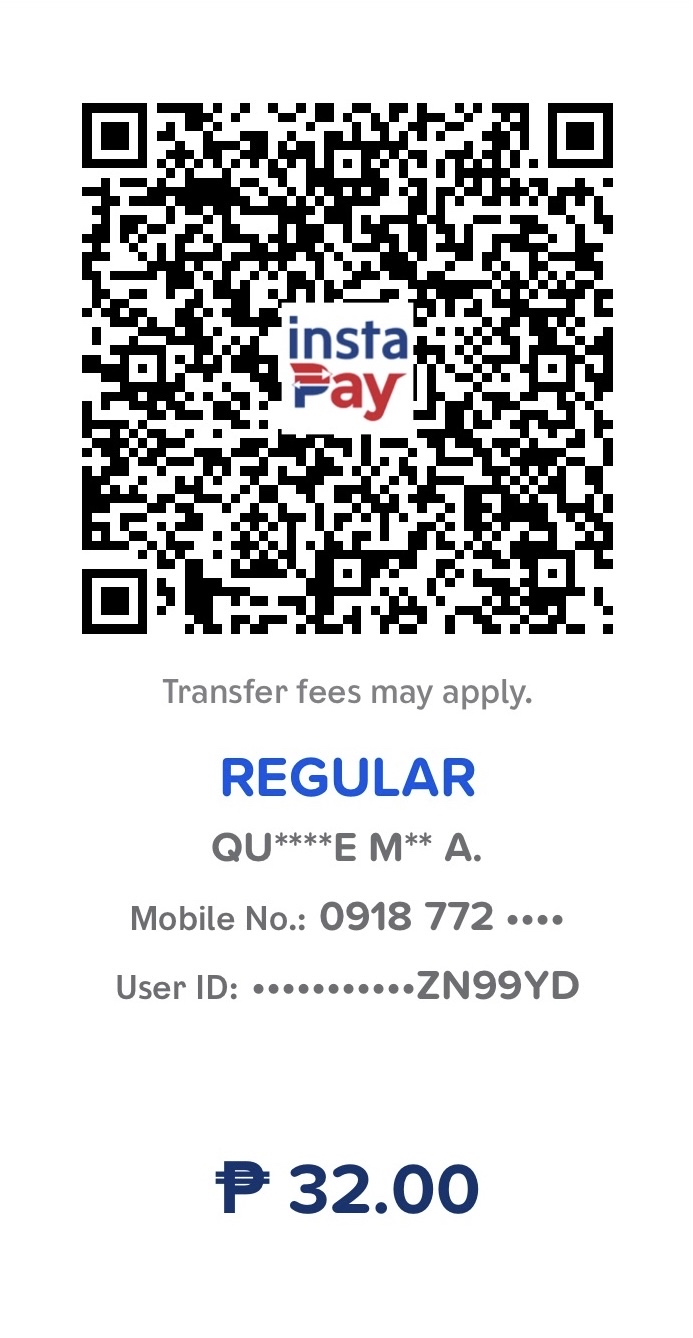 insta
Pay
Transfer fees may apply.
REGULAR
QU****E M** A.
Mobile No.: 0918 772 ••••
User ID: •••••••••••ZN99YD
₱ 32.00